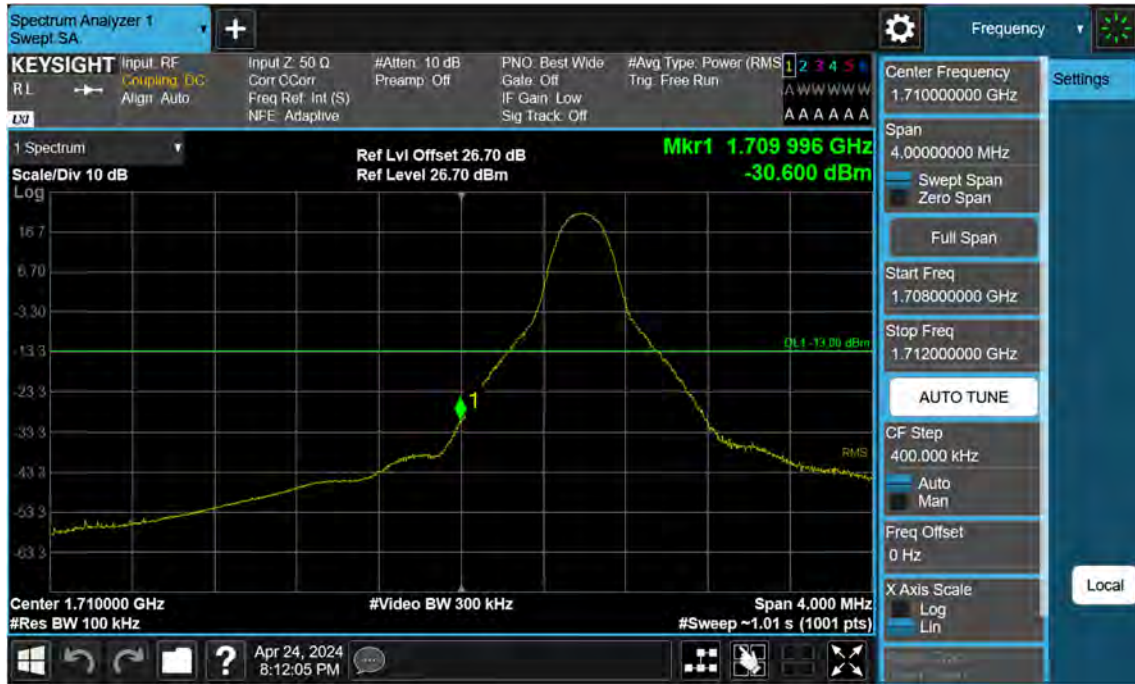 Spectrum Analyzer 1
Swept SA
Frequency
KEYSIGHT
RL
LXI
Input: RF
Coupling: DC
Align: Auto
Input Z: 50 Ω
Corr CCorr
Freq Ref: Int (S)
NFE: Adaptive
#Atten: 10 dB
Preamp: Off
PNO: Best Wide
Gate: Off
IF Gain: Low
Sig Track: Off
#Avg Type: Power (RMS
Trig: Free Run
1 2 3 4 5 6
A W W W W W
A A A A A A
1 Spectrum
Scale/Div 10 dB
Ref Lvl Offset 26.70 dB
Ref Level 26.70 dBm
Mkr1 1.709 996 GHz
-30.600 dBm
Log
16.7
6.70
-3.30
-13.3
-23.3
-33.3
-43.3
-53.3
-63.3
DL1 -13.00 dBm
1
RMS
Center 1.710000 GHz
#Res BW 100 kHz
#Video BW 300 kHz
Span 4.000 MHz
#Sweep ~1.01 s (1001 pts)
Center Frequency
1.710000000 GHz
Span
4.00000000 MHz
Swept Span
Zero Span
Full Span
Start Freq
1.708000000 GHz
Stop Freq
1.712000000 GHz
AUTO TUNE
CF Step
400.000 kHz
Auto
Man
Freq Offset
0 Hz
X Axis Scale
Log
Lin
Settings
Local
?
Apr 24, 2024
8:12:05 PM